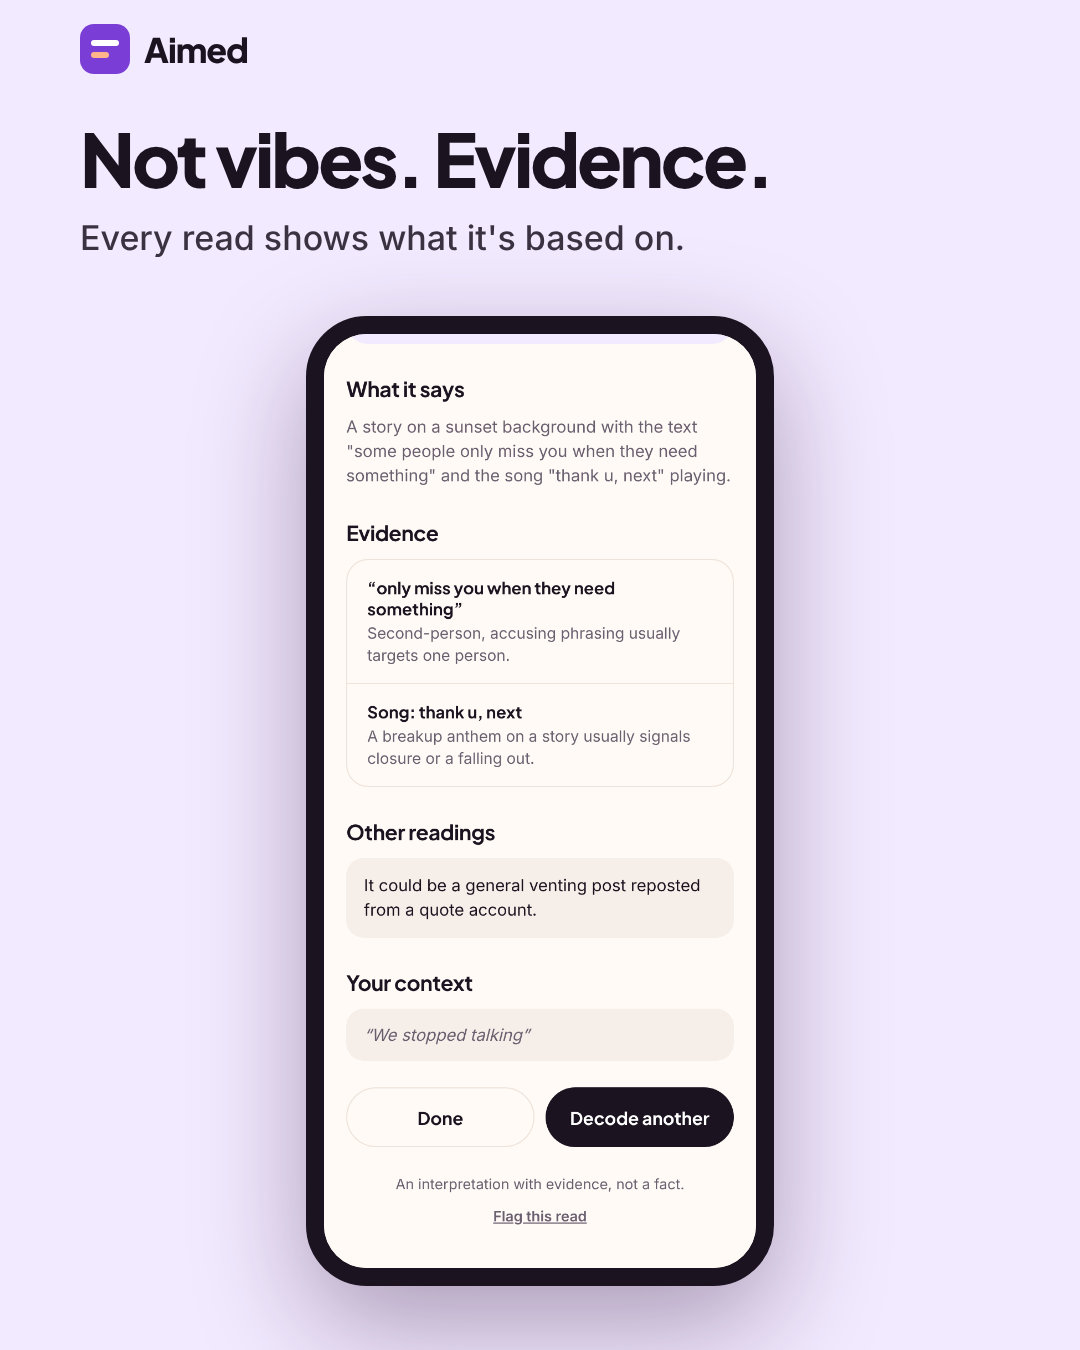 Aimed
Not vibes. Evidence.
Every read shows what it's based on.
What it says
A story on a sunset background with the text
"some people only miss you when they need
something" and the song "thank u, next" playing.
Evidence
“only miss you when they need
something”
Second-person, accusing phrasing usually
targets one person.
Song: thank u, next
A breakup anthem on a story usually signals
closure or a falling out.
Other readings
It could be a general venting post reposted
from a quote account.
Your context
“We stopped talking”
Done
Decode another
An interpretation with evidence, not a fact.
Flag this read